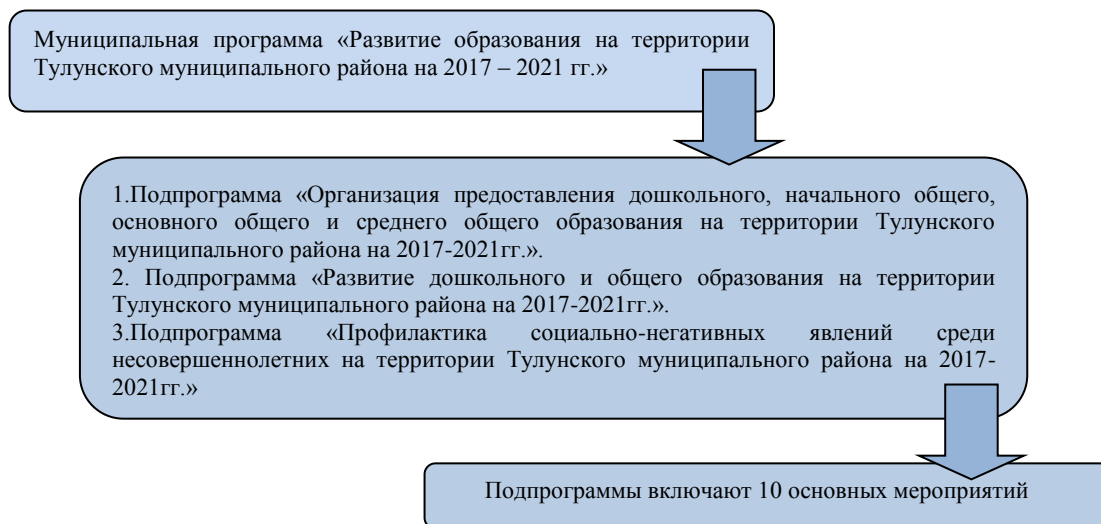 Муниципальная программа «Развитие образования на территории
Тулунского муниципального района на 2017 – 2021 гг.»
1.Подпрограмма «Организация предоставления дошкольного, начального общего,
основного общего и среднего общего образования на территории Тулунского
муниципального района на 2017-2021гг.».
2. Подпрограмма «Развитие дошкольного и общего образования на территории
Тулунского муниципального района на 2017-2021гг.».
3.Подпрограмма «Профилактика социально-негативных явлений среди
несовершеннолетних на территории Тулунского муниципального района на 2017-
2021гг.»
Подпрограммы включают 10 основных мероприятий